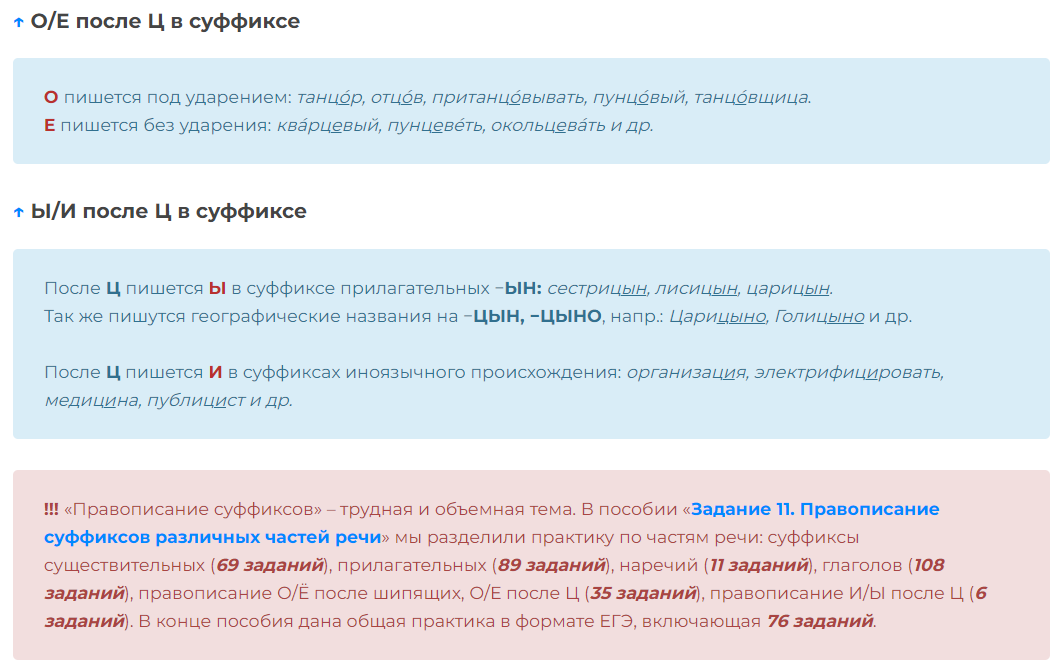 ↑ О/Е после Ц в суффиксе
О пишется под ударением: танцо́р, отцо́в, пританцо́вывать, пунцо́вый, танцо́вщица.
Е пишется без ударения: ква́рцевый, пунцеве́ть, окольцева́ть и др.
↑ Ы/И после Ц в суффиксе
После Ц пишется Ы в суффиксе прилагательных −ЫН: сестрицын, лисицын, царицын.
Так же пишутся географические названия на −ЦЫН, −ЦЫНО, напр.: Царицыно, Голицыно и др.
После Ц пишется И в суффиксах иноязычного происхождения: организация, электрифицировать,
медицина, публицист и др.
!!! «Правописание суффиксов» – трудная и объемная тема. В пособии «Задание 11. Правописание
суффиксов различных частей речи» мы разделили практику по частям речи: суффиксы
существительных (69 заданий), прилагательных (89 заданий), наречий (11 заданий), глаголов (108
заданий), правописание О/Ё после шипящих, О/Е после Ц (35 заданий), правописание И/Ы после Ц (6
заданий). В конце пособия дана общая практика в формате ЕГЭ, включающая 76 заданий.